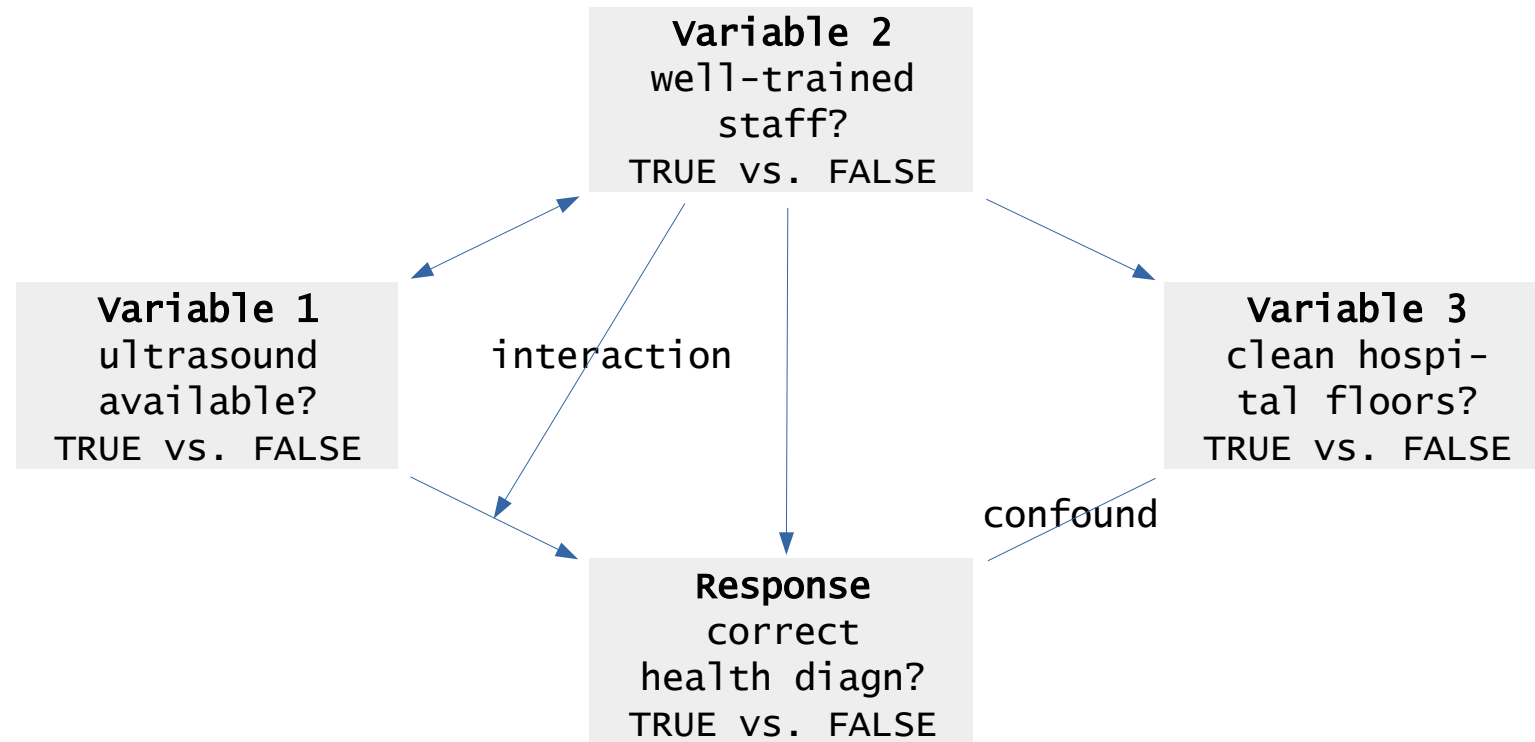 Variable 2
well-trained
staff?
TRUE vs. FALSE
Variable 1
ultrasound
available?
TRUE vs. FALSE
interaction
Variable 3
clean hospi-
tal floors?
TRUE vs. FALSE
confound
Response
correct
health diagn?
TRUE vs. FALSE